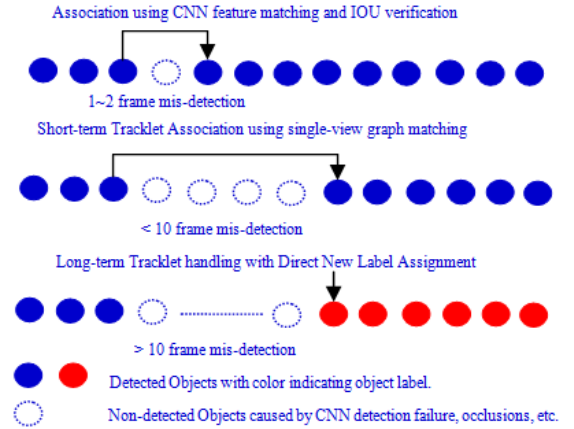 Association using CNN feature matching and IOU verification
1~2 frame mis-detection
Short-term Tracklet Association using single-view graph matching
< 10 frame mis-detection
Long-term Tracklet handling with Direct New Label Assignment
> 10 frame mis-detection
Detected Objects with color indicating object label.
Non-detected Objects caused by CNN detection failure, occlusions, etc.